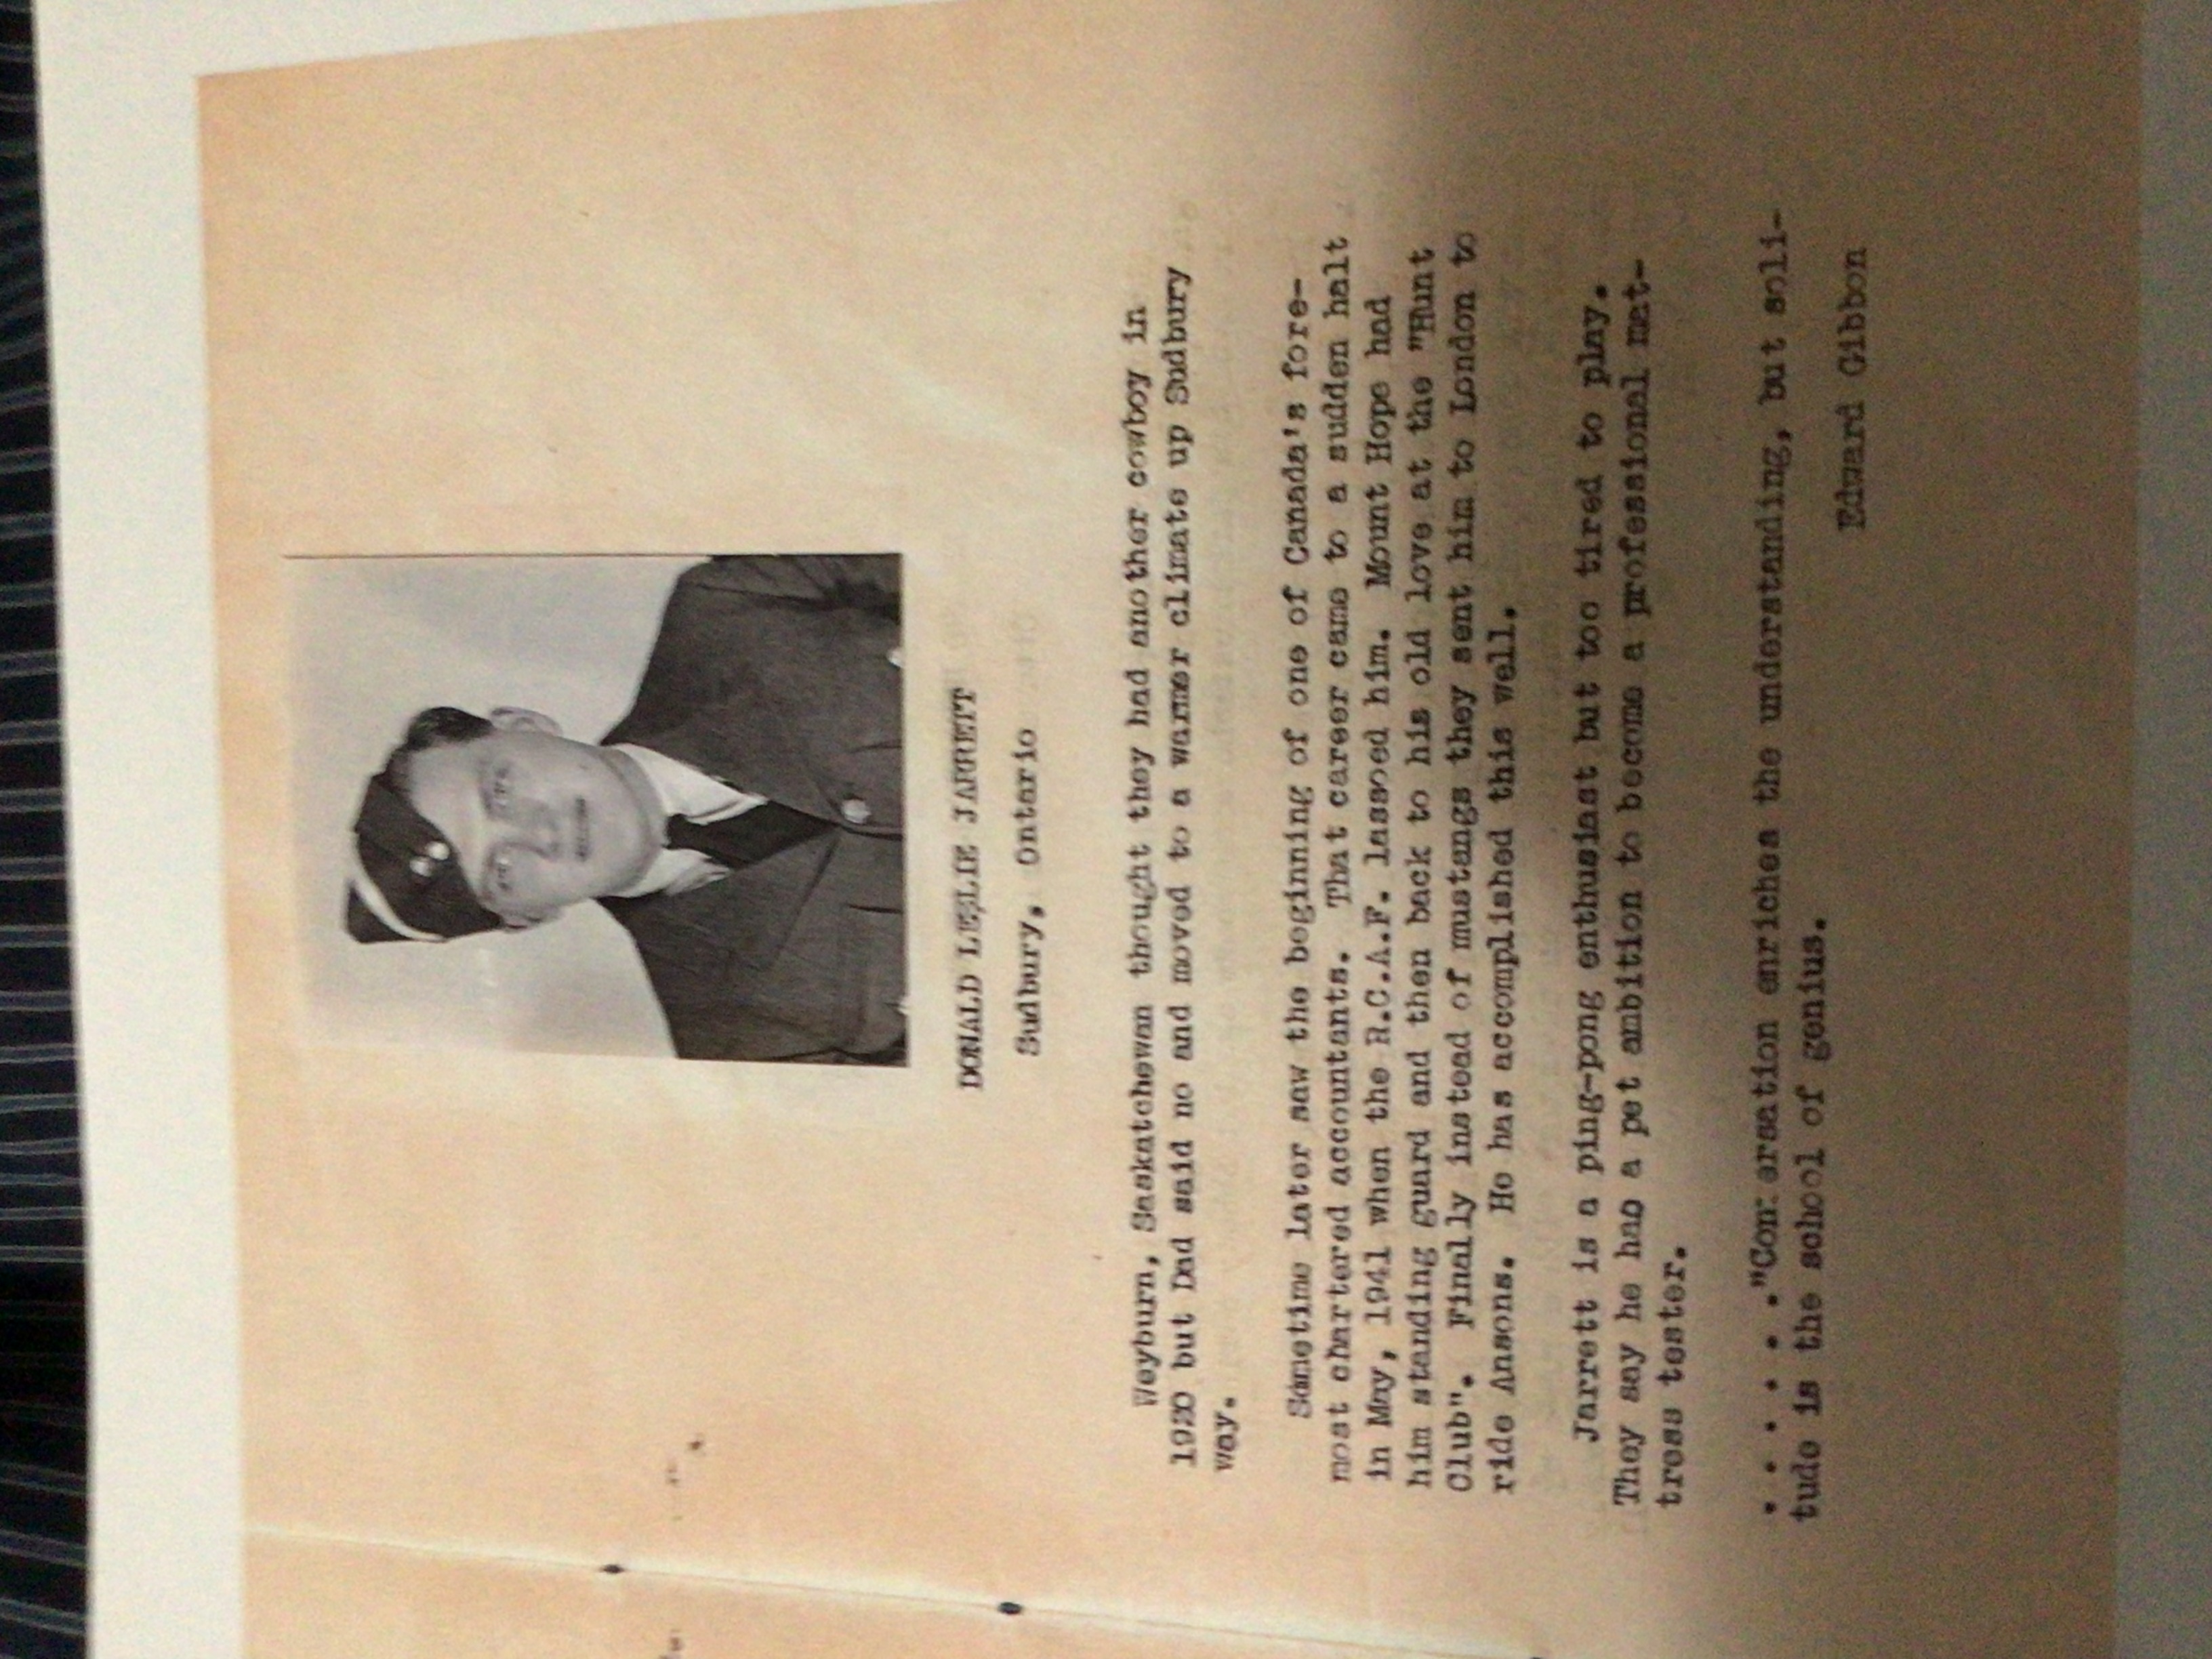 DONALD LESLIE JARRETT
Sudbury, Ontario
Weyburn, Saskatchewan thought they had another cowboy in
1920 but Dad said no and moved to a warmer climate up Sudbury
way.
Sometime later saw the beginning of one of Canada's fore-
most chartered accountants. That career came to a sudden halt
in May, 1941 when the R.C.A.F. lassoed him. Mount Hope had
him standing guard and then back to his old love at the "Hunt
Club". Finally instead of mustangs they sent him to London to
ride Ansons. He has accomplished this well.
Jarrett is a ping-pong enthusiast but too tired to play.
They say he has a pet ambition to become a professional mat-
tress tester.
. . . . . . ."Conversation enriches the understanding, but soli-
tude is the school of genius.
Edward Gibbon